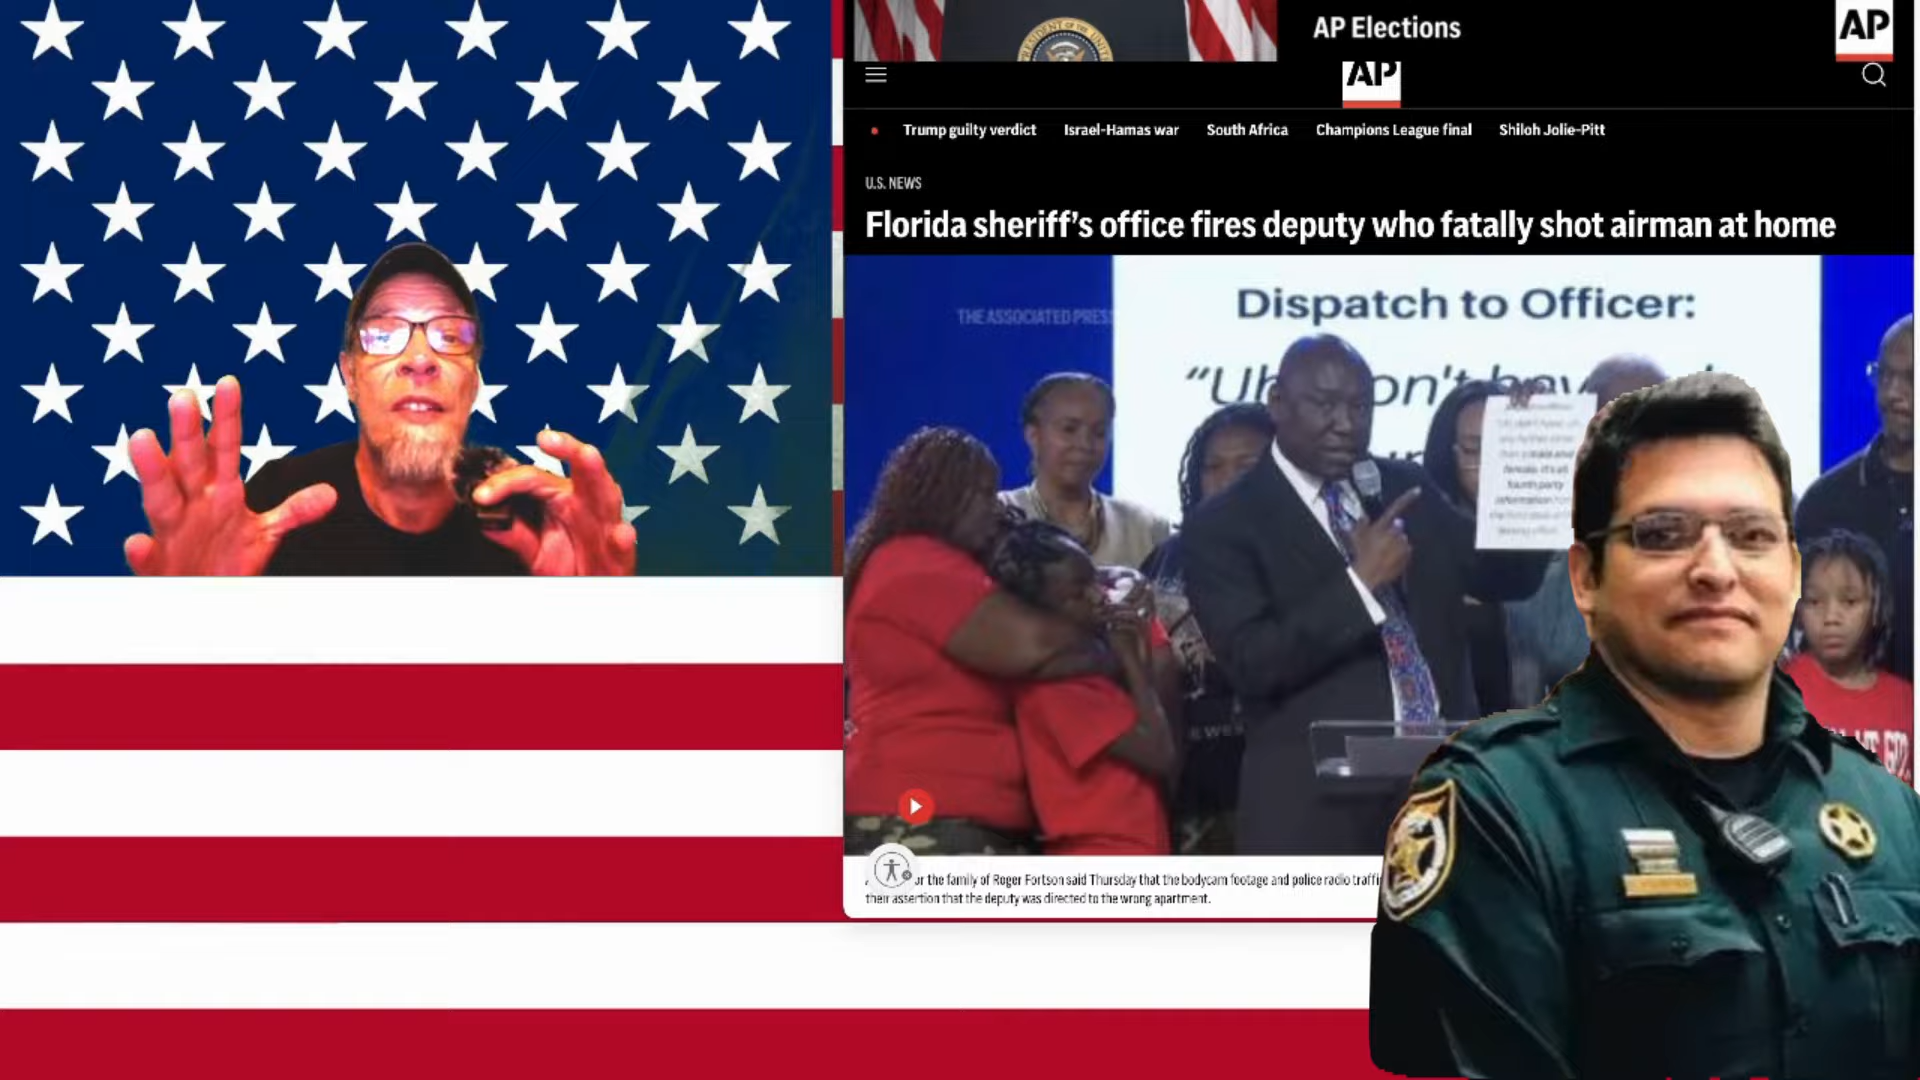 AP Elections
AP
AP
Trump guilty verdict Israel-Hamas war South Africa Champions League final Shiloh Jolie-Pitt
U.S. NEWS
Florida sheriff's office fires deputy who fatally shot airman at home
THE ASSOCIATED PRESS
Dispatch to Officer:
or the family of Roger Fortson said Thursday that the bodycam footage and police radio traffi
their assertion that the deputy was directed to the wrong apartment.